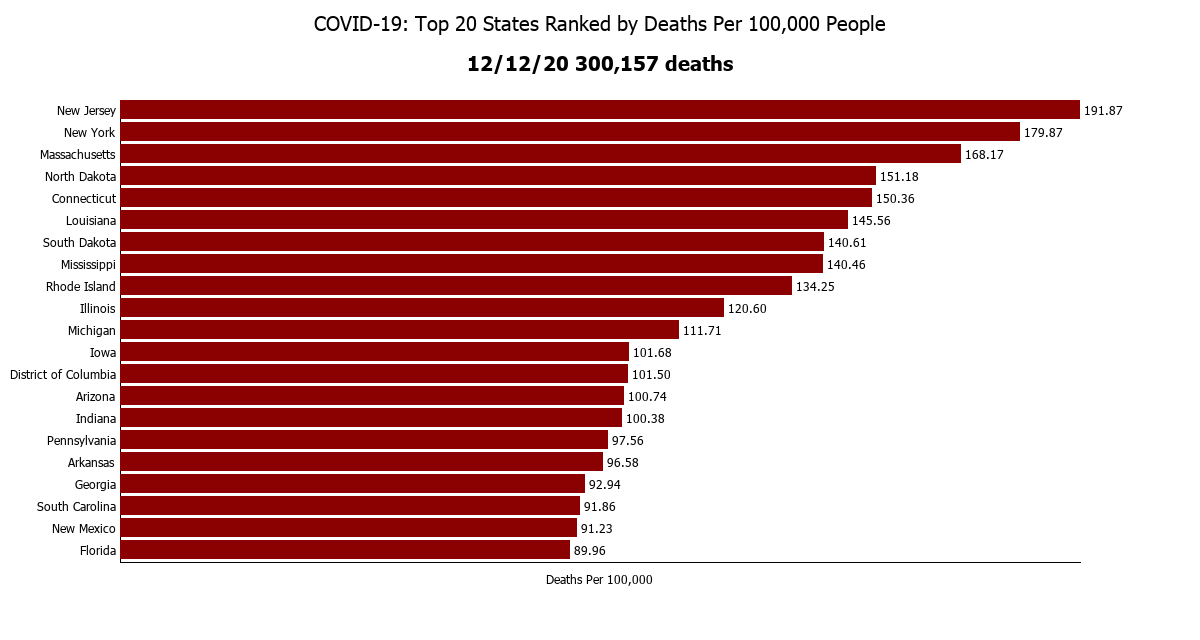 COVID-19: Top 20 States Ranked by Deaths Per 100,000 People
12/12/20 300,157 deaths
New Jersey 191.87
New York 179.87
Massachusetts 168.17
North Dakota 151.18
Connecticut 150.36
Louisiana 145.56
South Dakota 140.61
Mississippi 140.46
Rhode Island 134.25
Illinois 120.60
Michigan 111.71
Iowa 101.68
District of Columbia 101.50
Arizona 100.74
Indiana 100.38
Pennsylvania 97.56
Arkansas 96.58
Georgia 92.94
South Carolina 91.86
New Mexico 91.23
Florida 89.96
Deaths Per 100,000